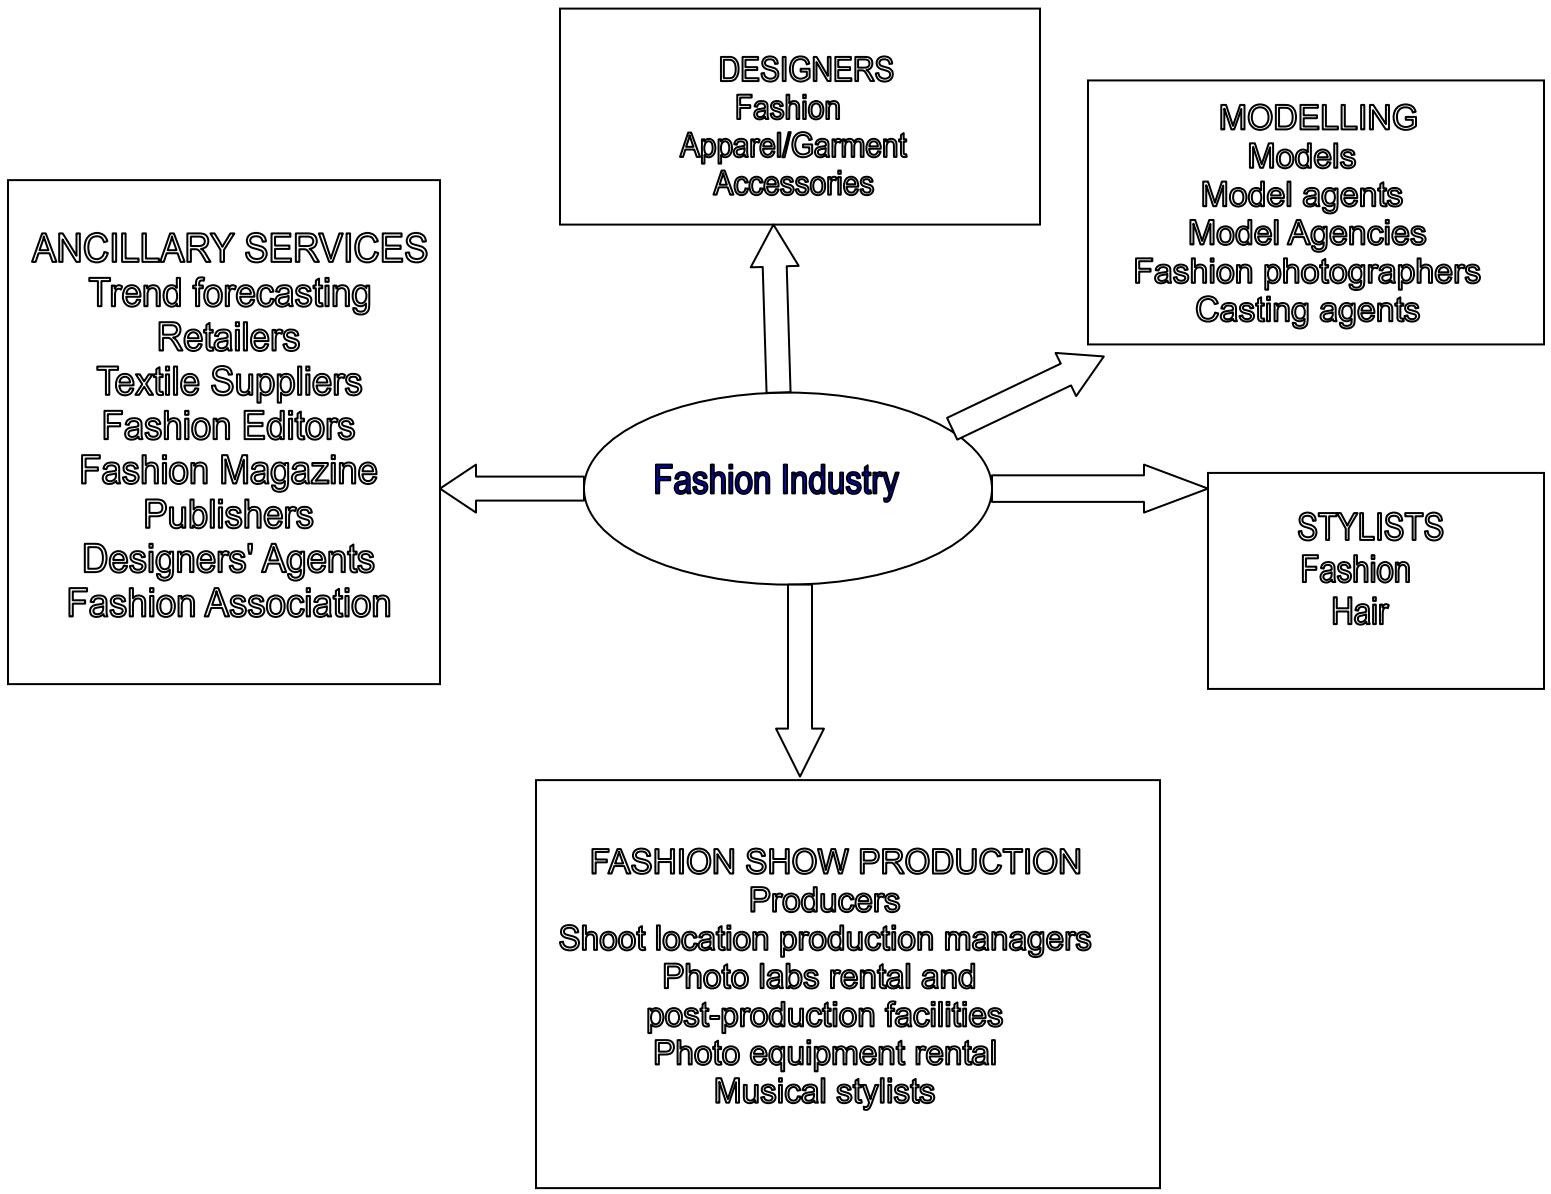 DESIGNERS
Fashion
Apparel/Garment
Accessories
MODELLING
Models
Model agents
Model Agencies
Fashion photographers
Casting agents
ANCILLARY SERVICES
Trend forecasting
Retailers
Textile Suppliers
Fashion Editors
Fashion Magazine
Publishers
Designers' Agents
Fashion Association
Fashion Industry
STYLISTS
Fashion
Hair
FASHION SHOW PRODUCTION
Producers
Shoot location production managers
Photo labs rental and
post-production facilities
Photo equipment rental
Musical stylists